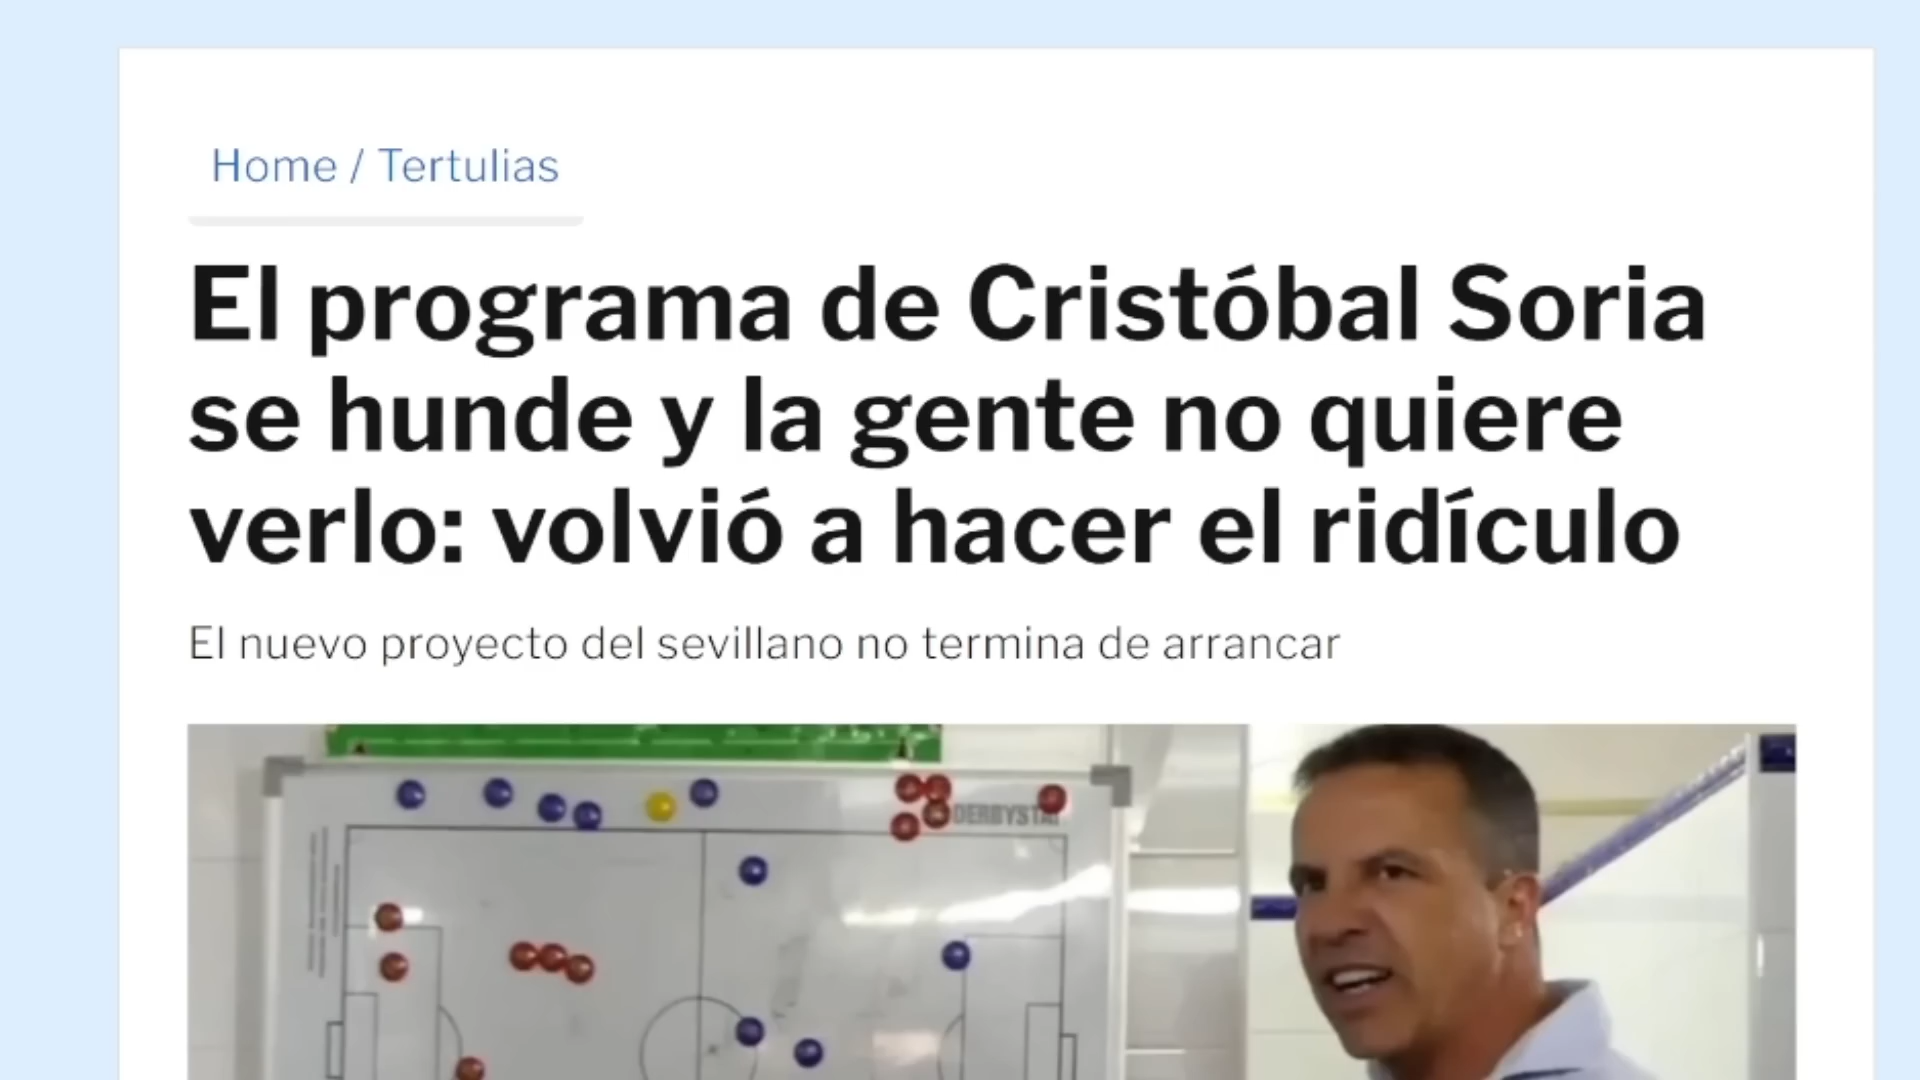 Home / Tertulias
El programa de Cristóbal Soria
se hunde y la gente no quiere
verlo: volvió a hacer el ridículo
El nuevo proyecto del sevillano no termina de arrancar
DERBYSTAR